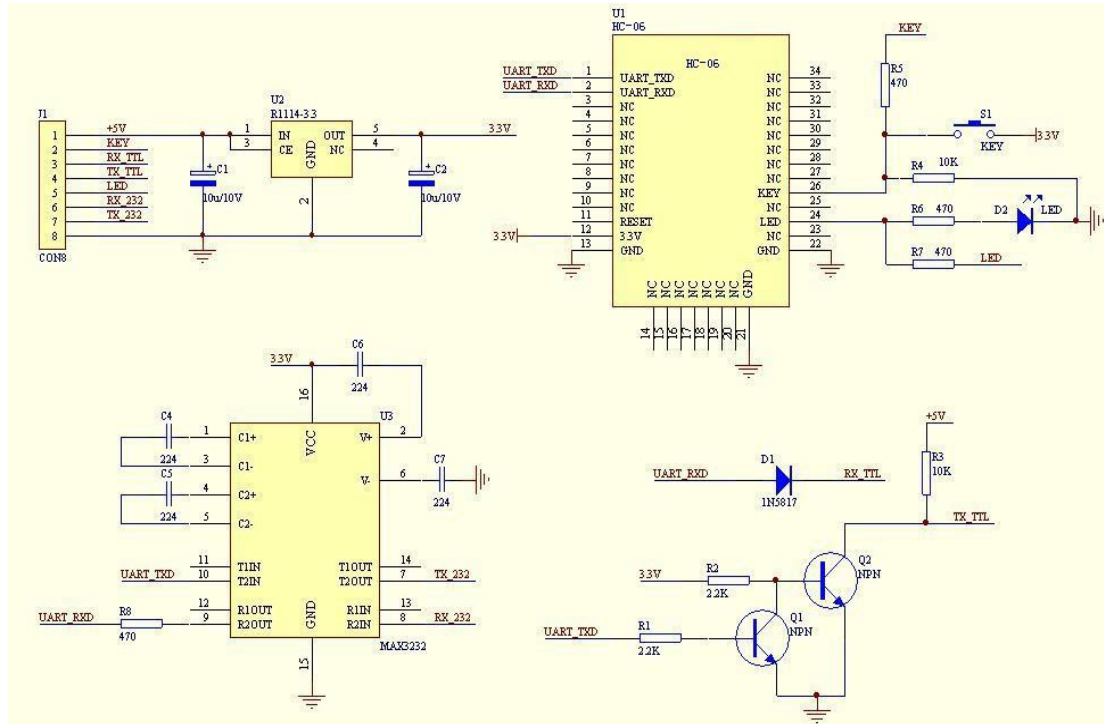 J1
1 +5V
2 KEY
3 RX_TTL
4 TX_TTL
5 LED
6 RX_232
7 TX_232
8
CON8
U2
R1114-33
1 IN OUT 5
3 CE NC 4
GND
2
3.3V
+
C1
10u/10V
+
C2
10u/10V
U1
HC-06
HC-06
UART_TXD 1 UART_TXD NC 34
UART_RXD 2 UART_RXD NC 33
3 NC NC 32
4 NC NC 31
5 NC NC 30
6 NC NC 29
7 NC NC 28
8 NC NC 27
9 NC KEY 26
10 NC NC 25
11 RESET LED 24
3.3V 12 3.3V NC 23
13 GND GND 22
NC NC NC NC NC NC NC GND
14 15 16 17 18 19 20 21
KEY
R5
470
S1
KEY
3.3V
R4 10K
R6 470
D2 LED
R7 470
LED
3.3V
C6
224
16
U3
C4
224
C5
224
1 C1+ VCC V+ 2
3 C1-
4 C2+ V- 6
5 C2-
C7
224
11 T1IN T1OUT 14
UART_TXD 10 T2IN T2OUT 7 TX_232
12 R1OUT R1IN 13
UART_RXD R8 9 R2OUT R2IN 8 RX_232
470
GND
15
MAX3232
+5V
R3
10K
UART_RXD D1 RX_TTL
1N5817
TX_TTL
Q2
NPN
3.3V R2
2.2K
Q1
NPN
UART_TXD R1
2.2K